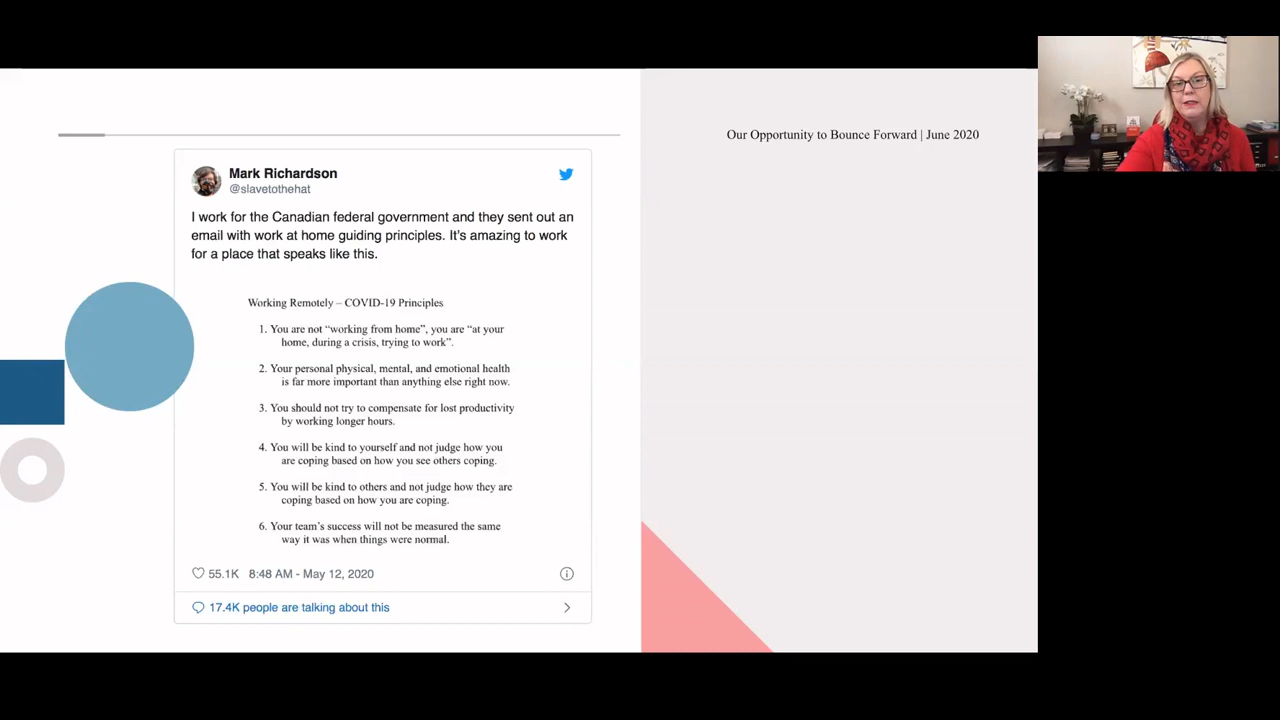 Mark Richardson
@slavetothehat
I work for the Canadian federal government and they sent out an
email with work at home guiding principles. It's amazing to work
for a place that speaks like this.
Working Remotely – COVID-19 Principles
1. You are not “working from home”, you are “at your
home, during a crisis, trying to work”.
2. Your personal physical, mental, and emotional health
is far more important than anything else right now.
3. You should not try to compensate for lost productivity
by working longer hours.
4. You will be kind to yourself and not judge how you
are coping based on how you see others coping.
5. You will be kind to others and not judge how they are
coping based on how you are coping.
6. Your team’s success will not be measured the same
way it was when things were normal.
55.1K 8:48 AM - May 12, 2020
17.4K people are talking about this
Our Opportunity to Bounce Forward | June 2020